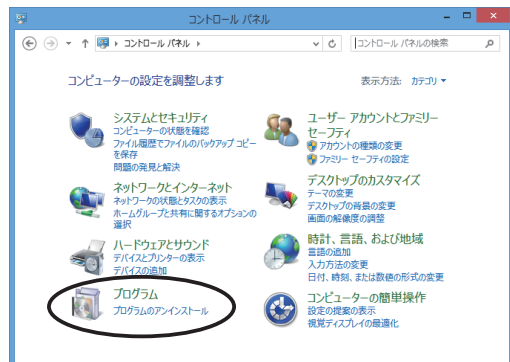 コントロール パネル
コントロール パネル
コントロール パネルの検索
コンピューターの設定を調整します
表示方法: カテゴリ
システムとセキュリティ
コンピューターの状態を確認
ファイル履歴でファイルのバックアップ コピー
を保存
問題の発見と解決
ネットワークとインターネット
ネットワークの状態とタスクの表示
ホームグループと共有に関するオプションの
選択
ハードウェアとサウンド
デバイスとプリンターの表示
デバイスの追加
プログラム
プログラムのアンインストール
ユーザー アカウントとファミリー
セーフティ
アカウントの種類の変更
ファミリー セーフティの設定
デスクトップのカスタマイズ
テーマの変更
デスクトップの背景の変更
画面の解像度の調整
時計、言語、および地域
言語の追加
入力方法の変更
日付、時刻、または数値の形式の変更
コンピューターの簡単操作
設定の提案の表示
視覚ディスプレイの最適化